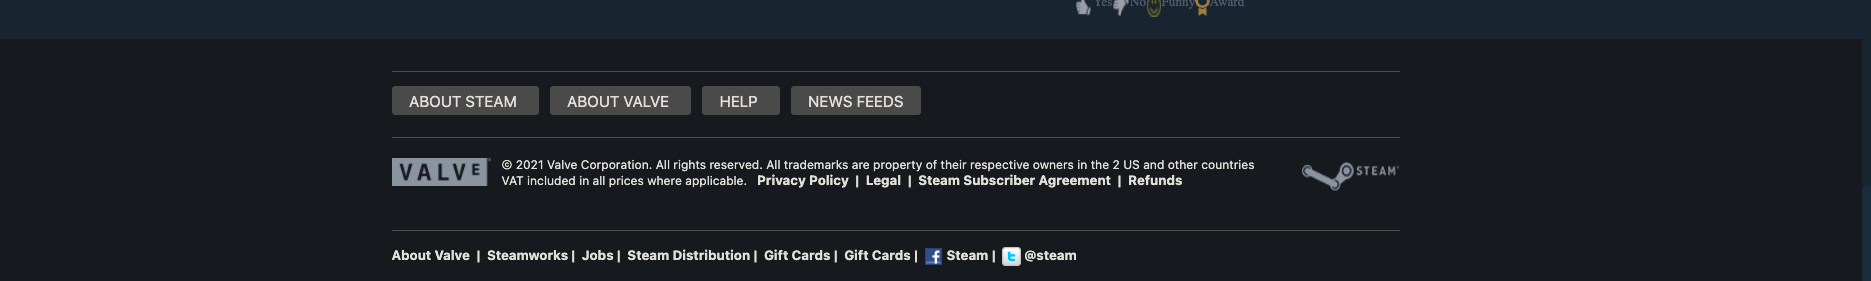 Yes No Funny Award
ABOUT STEAM ABOUT VALVE HELP NEWS FEEDS
VALVE © 2021 Valve Corporation. All rights reserved. All trademarks are property of their respective owners in the 2 US and other countries STEAM
VAT included in all prices where applicable. Privacy Policy | Legal | Steam Subscriber Agreement | Refunds
About Valve | Steamworks | Jobs | Steam Distribution | Gift Cards | Gift Cards | f Steam | t @steam